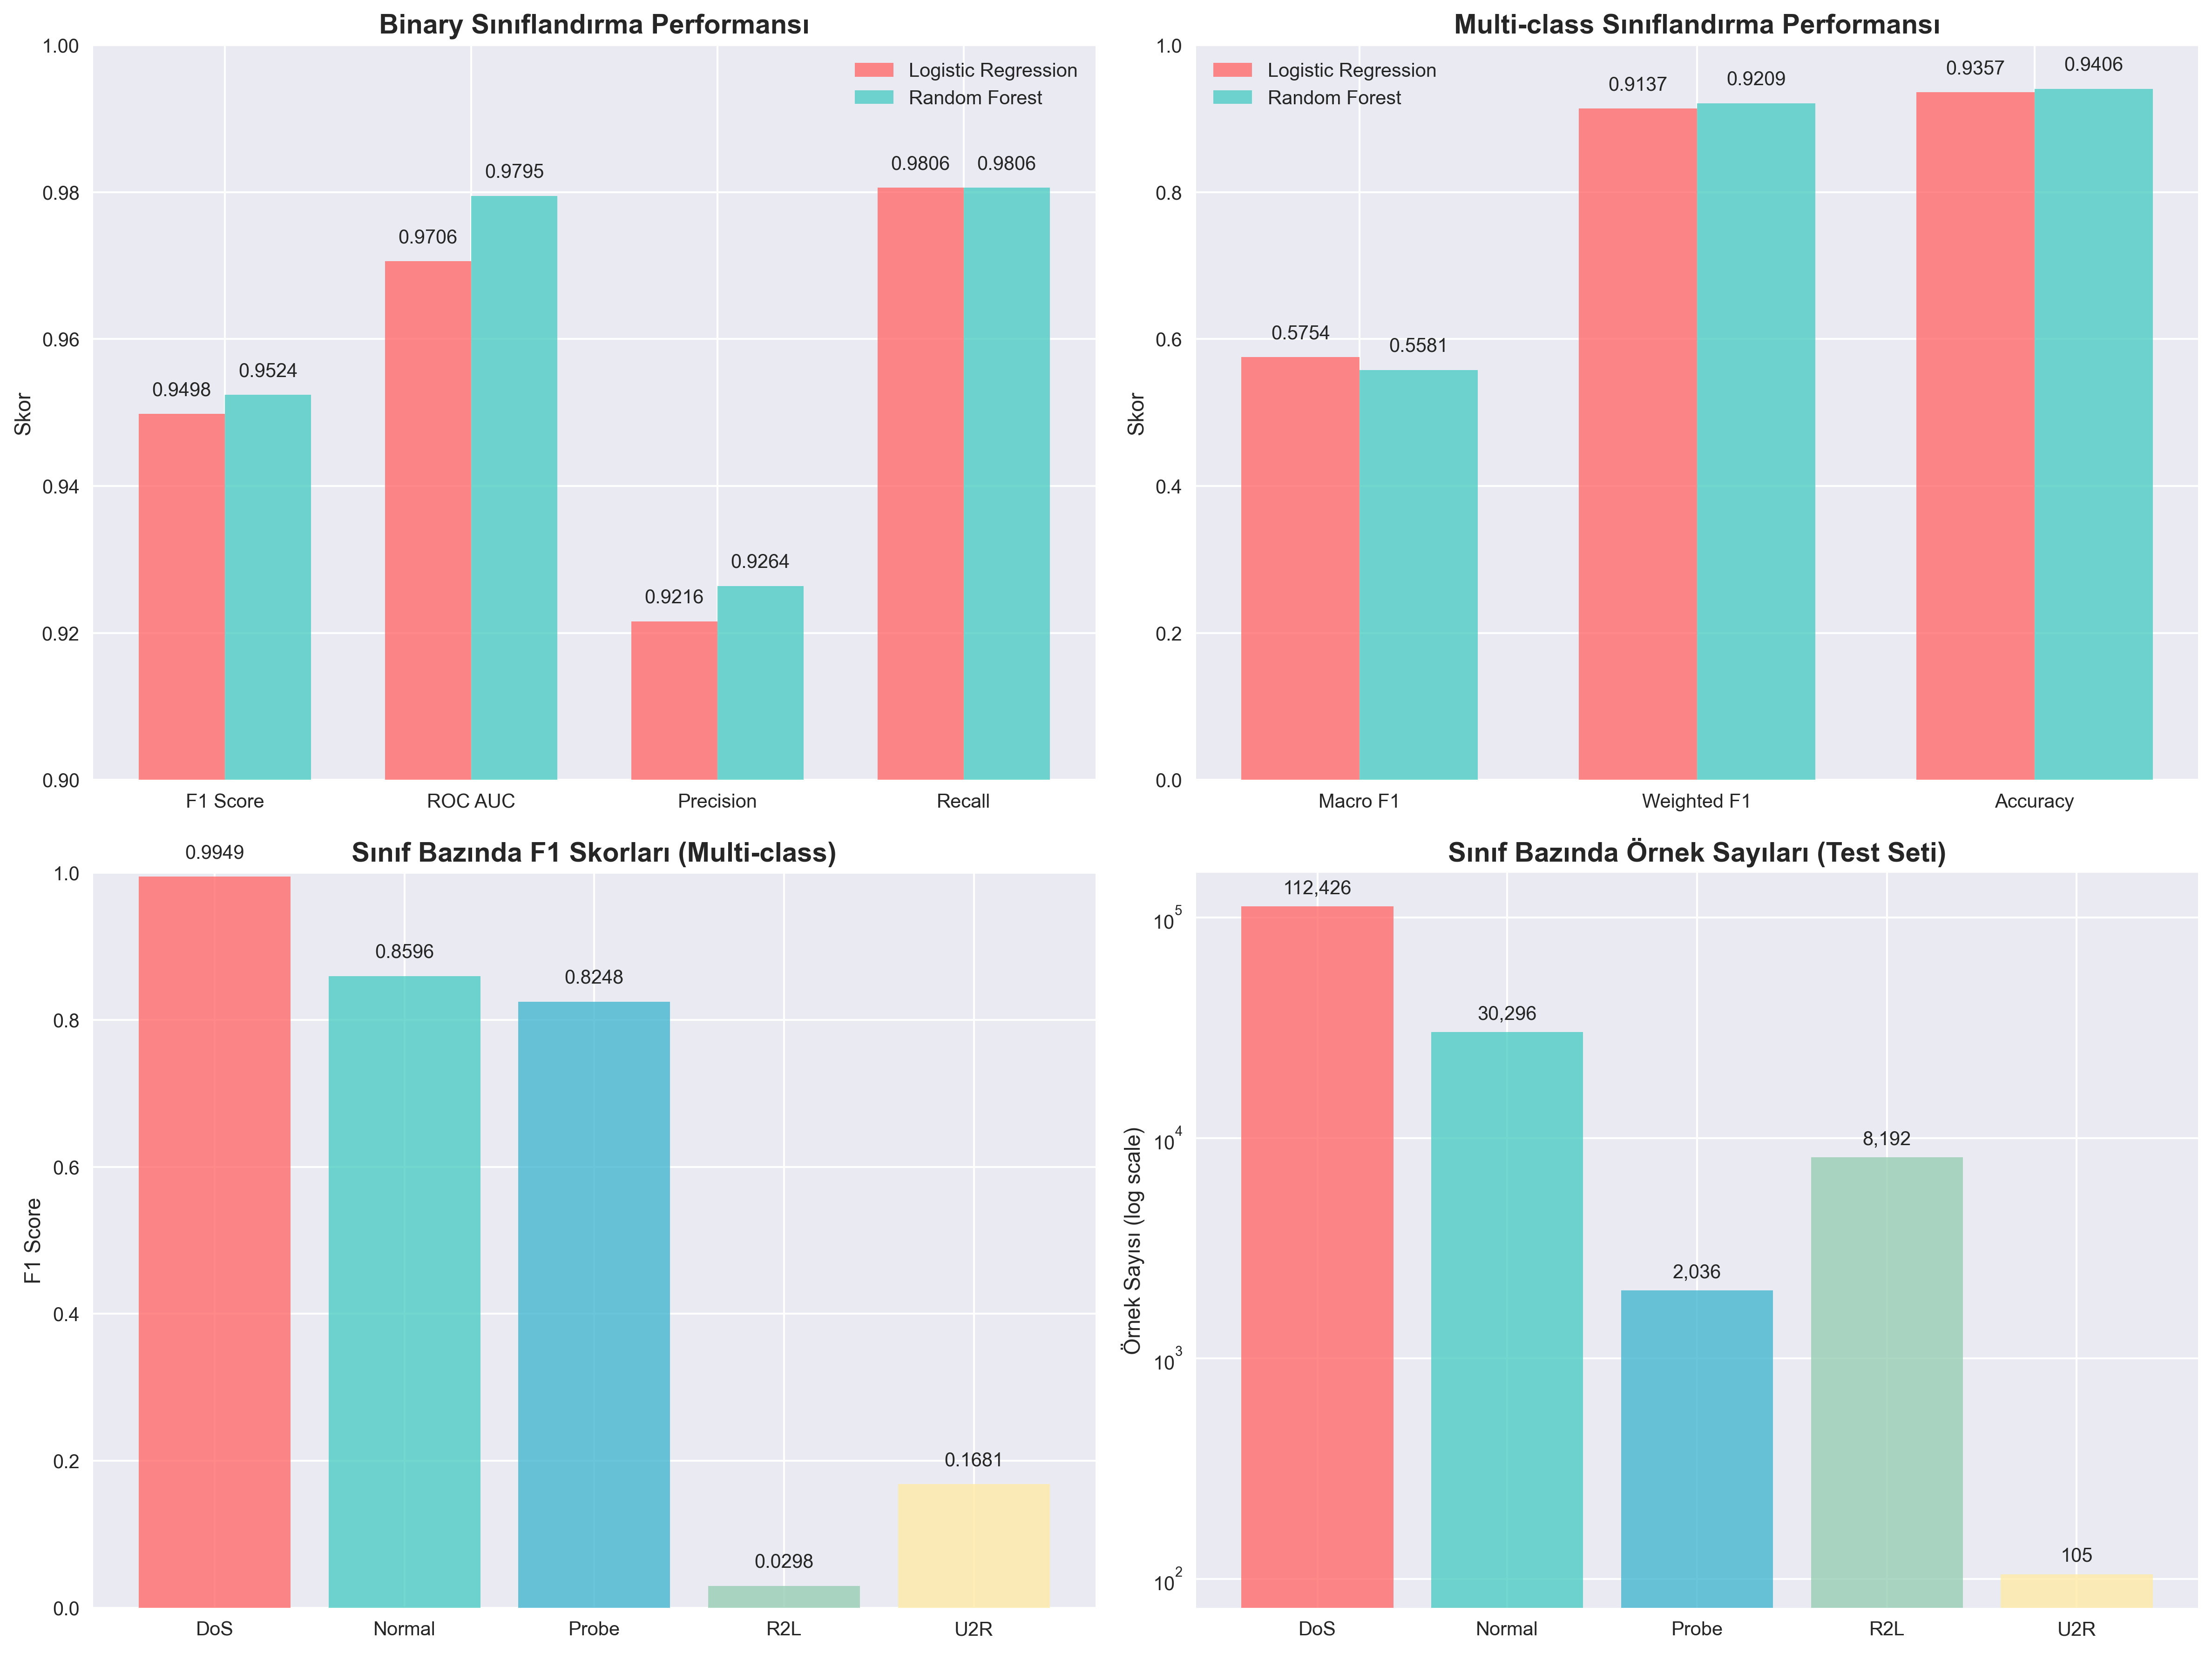 Binary Sınıflandırma Performansı
Logistic Regression
Random Forest
Skor
1.00
0.98
0.96
0.94
0.92
0.90
0.9498
0.9524
0.9706
0.9795
0.9216
0.9264
0.9806
0.9806
F1 Score
ROC AUC
Precision
Recall
Multi-class Sınıflandırma Performansı
Logistic Regression
Random Forest
Skor
1.0
0.8
0.6
0.4
0.2
0.0
0.5754
0.5581
0.9137
0.9209
0.9357
0.9406
Macro F1
Weighted F1
Accuracy
Sınıf Bazında F1 Skorları (Multi-class)
F1 Score
1.0
0.8
0.6
0.4
0.2
0.0
0.9949
0.8596
0.8248
0.0298
0.1681
DoS
Normal
Probe
R2L
U2R
Sınıf Bazında Örnek Sayıları (Test Seti)
Örnek Sayısı (log scale)
10⁵
10⁴
10³
10²
112,426
30,296
2,036
8,192
105
DoS
Normal
Probe
R2L
U2R